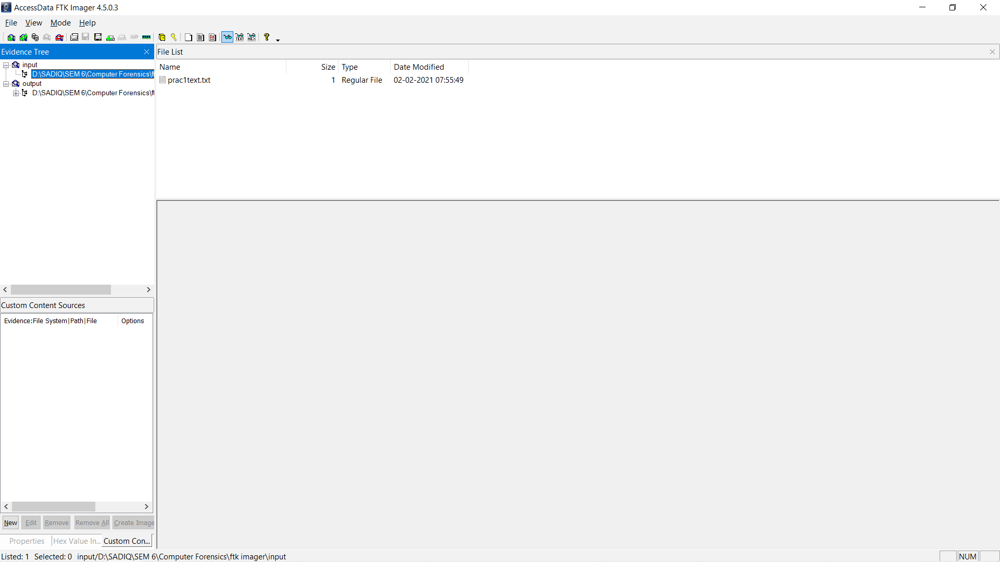 AccessData FTK Imager 4.5.0.3
File View Mode Help
TEXT HEX
Evidence Tree
input
D:\SADIQ\SEM 6\Computer Forensics\ft
output
D:\SADIQ\SEM 6\Computer Forensics\ft
File List
Name Size Type Date Modified
prac1text.txt 1 Regular File 02-02-2021 07:55:49
Custom Content Sources
Evidence:File System|Path|File Options
New Edit Remove Remove All Create Image
Properties Hex Value In... Custom Con...
Listed: 1 Selected: 0 input/D:\SADIQ\SEM 6\Computer Forensics\ftk imager\input NUM